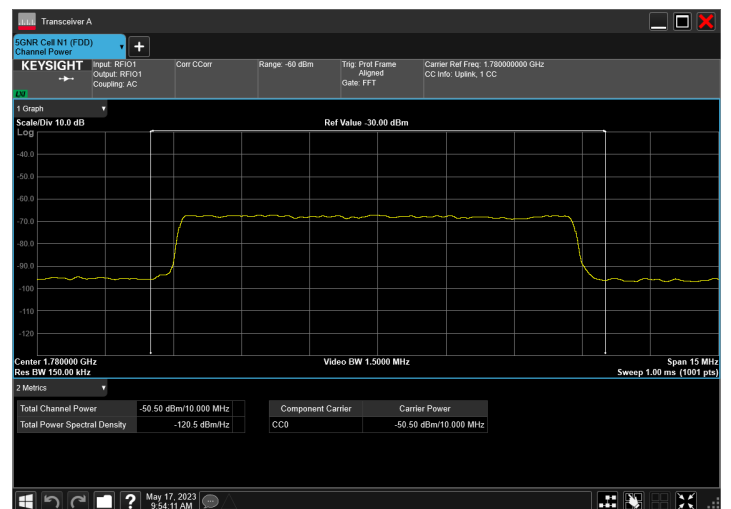 Transceiver A
5GNR Cell N1 (FDD)
Channel Power
KEYSIGHT
LXI
Input: RFIO1
Output: RFIO1
Coupling: AC
Corr CCorr
Range: -60 dBm
Trig: Prot Frame
Aligned
Gate: FFT
Carrier Ref Freq: 1.780000000 GHz
CC Info: Uplink, 1 CC
1 Graph
Scale/Div 10.0 dB
Ref Value -30.00 dBm
Log
-40.0
-50.0
-60.0
-70.0
-80.0
-90.0
-100
-110
-120
Center 1.780000 GHz
Video BW 1.5000 MHz
Span 15 MHz
Res BW 150.00 kHz
Sweep 1.00 ms (1001 pts)
2 Metrics
Total Channel Power -50.50 dBm/10.000 MHz
Total Power Spectral Density -120.5 dBm/Hz
Component Carrier Carrier Power
CC0 -50.50 dBm/10.000 MHz
May 17, 2023
9:54:11 AM